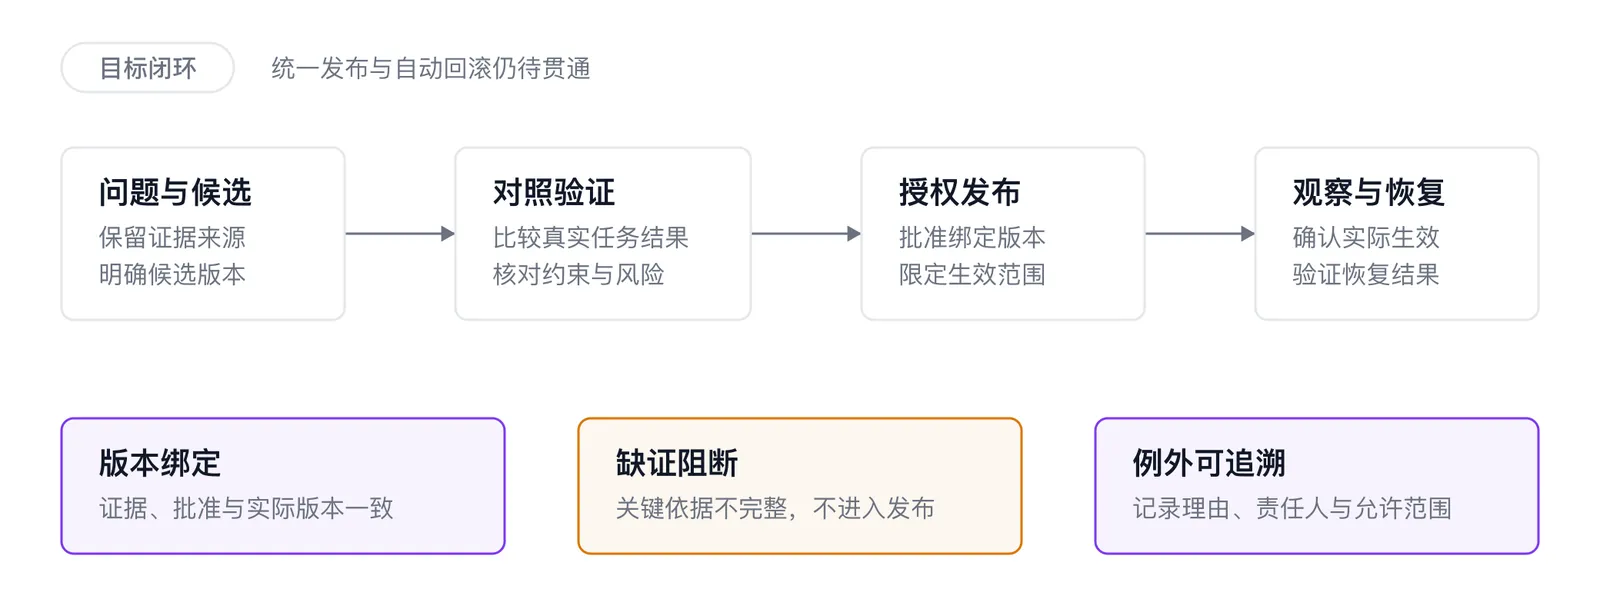 目标闭环
统一发布与自动回滚仍待贯通
问题与候选
保留证据来源
明确候选版本
对照验证
比较真实任务结果
核对约束与风险
授权发布
批准绑定版本
限定生效范围
观察与恢复
确认实际生效
验证恢复结果
版本绑定
证据、批准与实际版本一致
缺证阻断
关键依据不完整，不进入发布
例外可追溯
记录理由、责任人与允许范围